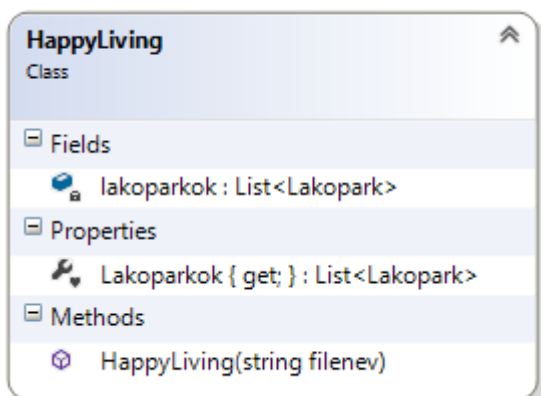 HappyLiving
Class
Fields
lakoparkok : List<Lakopark>
Properties
Lakoparkok { get; } : List<Lakopark>
Methods
HappyLiving(string filenev)